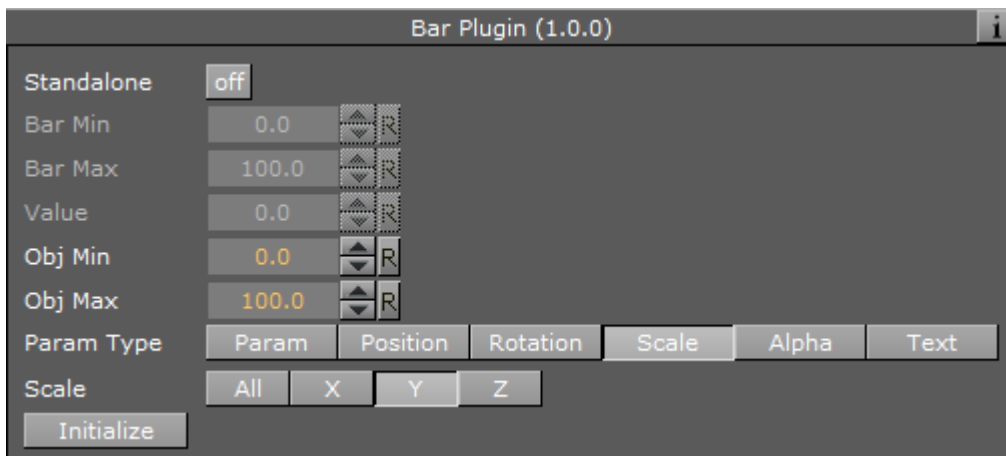 Bar Plugin (1.0.0) i
Standalone off
Bar Min 0.0 R
Bar Max 100.0 R
Value 0.0 R
Obj Min 0.0 R
Obj Max 100.0 R
Param Type Param Position Rotation Scale Alpha Text
Scale All X Y Z
Initialize